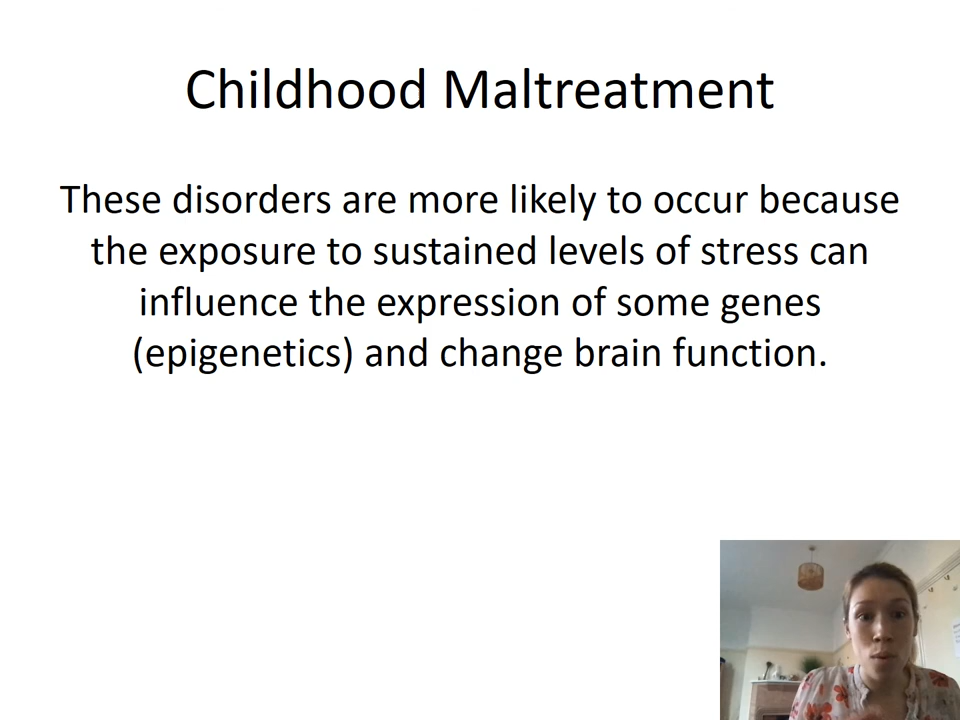 Childhood Maltreatment
These disorders are more likely to occur because
the exposure to sustained levels of stress can
influence the expression of some genes
(epigenetics) and change brain function.